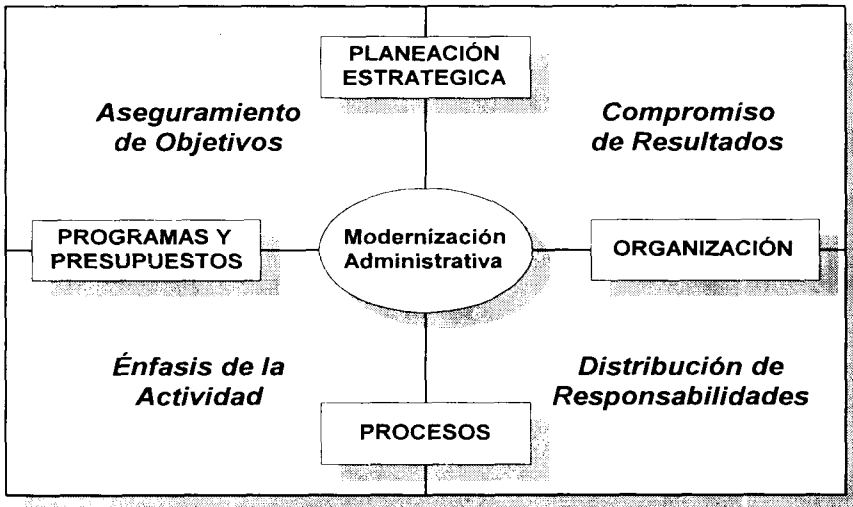 PLANEACIÓN
ESTRATEGICA
Aseguramiento
de Objetivos
Compromiso
de Resultados
PROGRAMAS Y
PRESUPUESTOS
Modernización
Administrativa
ORGANIZACIÓN
Énfasis de la
Actividad
Distribución de
Responsabilidades
PROCESOS